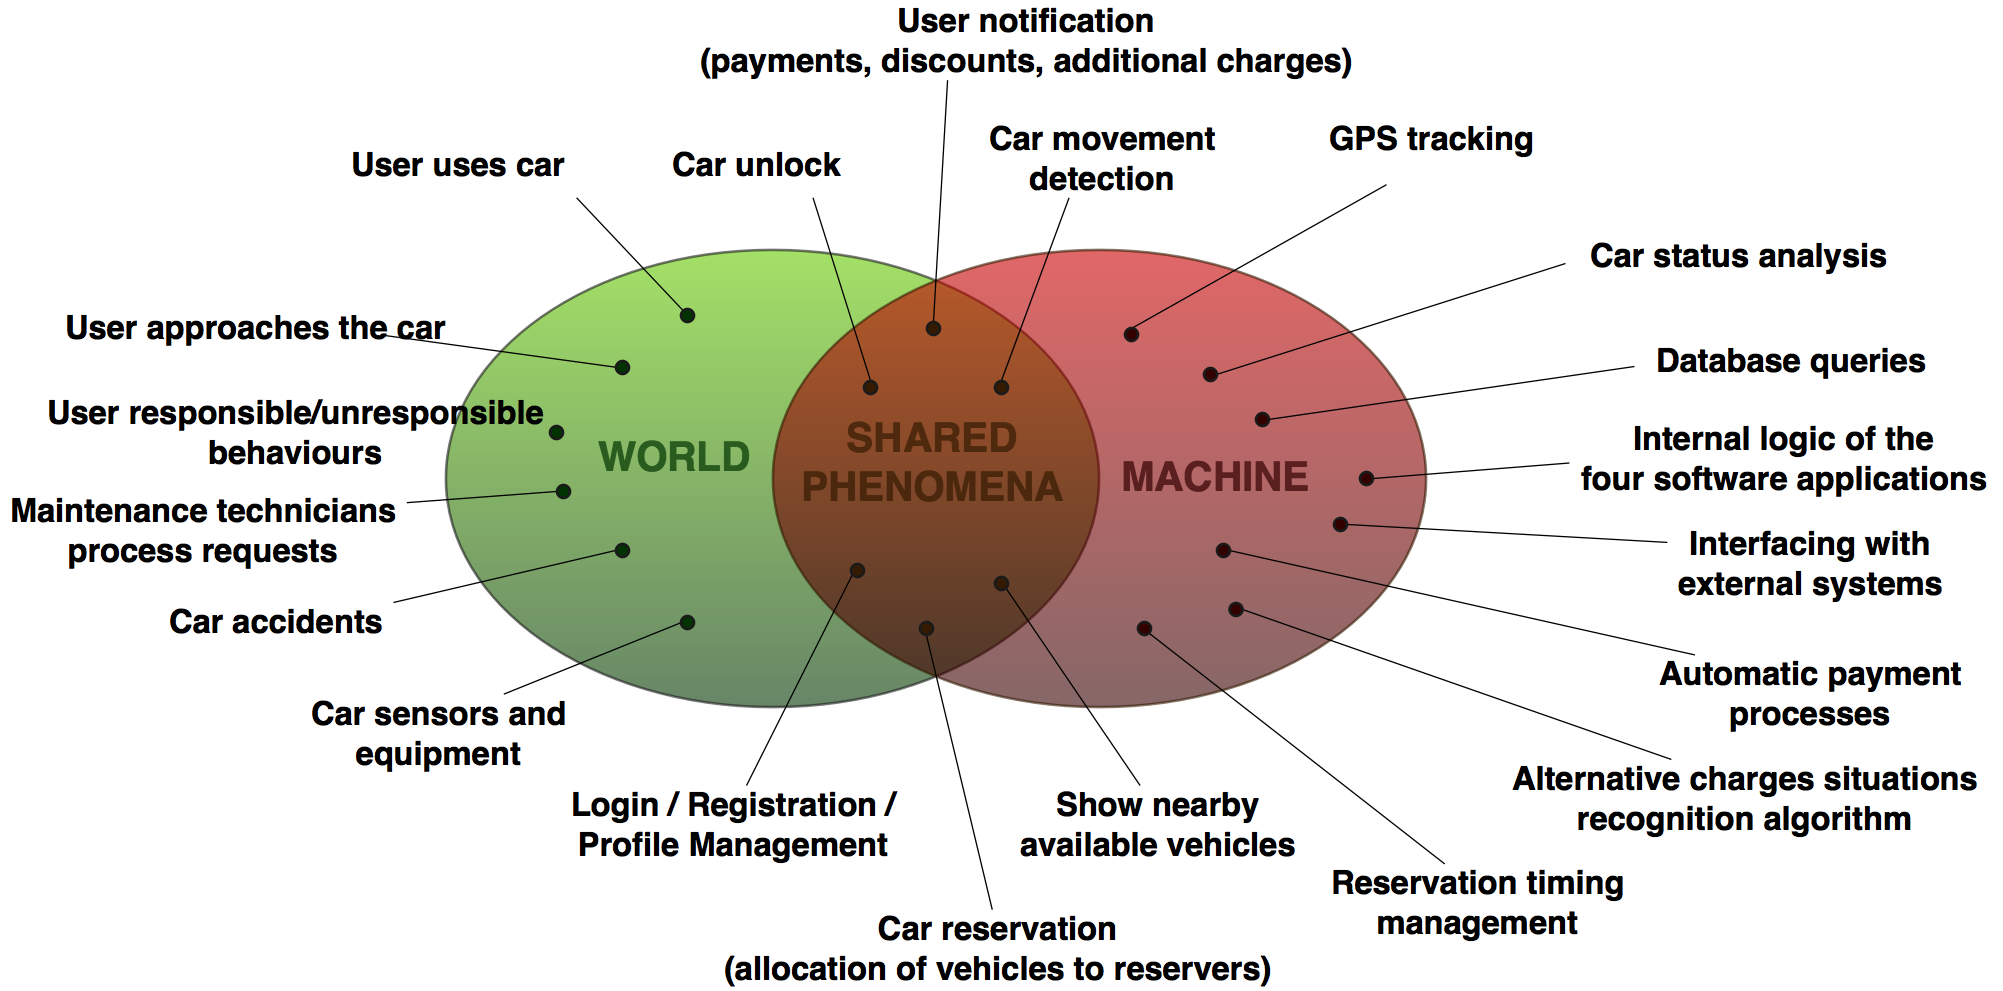 User notification
(payments, discounts, additional charges)
User uses car
Car unlock
Car movement
detection
GPS tracking
Car status analysis
User approaches the car
Database queries
User responsible/unresponsible
behaviours
WORLD
SHARED
PHENOMENA
MACHINE
Internal logic of the
four software applications
Maintenance technicians
process requests
Interfacing with
external systems
Car accidents
Automatic payment
processes
Car sensors and
equipment
Alternative charges situations
recognition algorithm
Login / Registration /
Profile Management
Show nearby
available vehicles
Reservation timing
management
Car reservation
(allocation of vehicles to reservers)